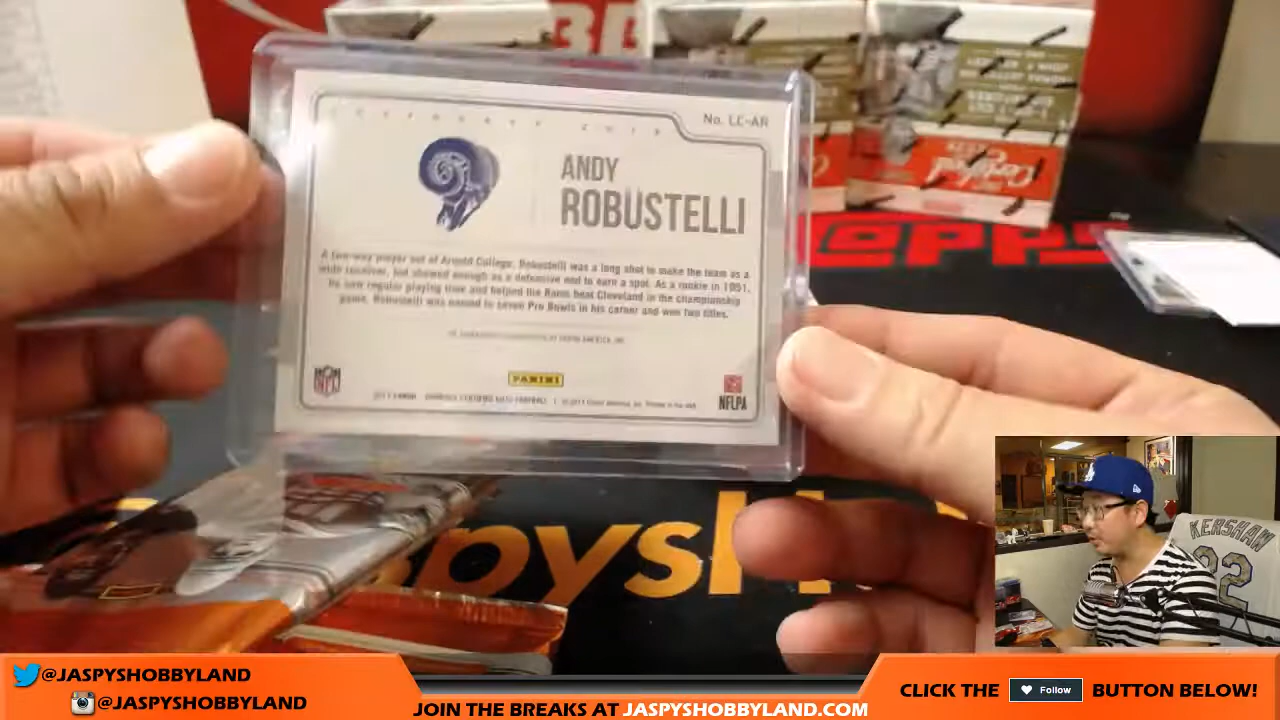 No. LC-AR
ANDY
ROBUSTELLI
A two-way player out of Arnold College, Robustelli was a long shot to make the team as a
wide receiver, but showed enough as a defensive end to earn a spot. As a rookie in 1951,
he saw regular playing time and helped the Rams beat Cleveland in the championship
game. Robustelli was named to seven Pro Bowls in his career and won two titles.
NFL
PANINI
NFLPA
Certified
topps
pysH
KERSHAW
22
@JASPYSHOBBYLAND
@JASPYSHOBBYLAND
JOIN THE BREAKS AT JASPYSHOBBYLAND.COM
CLICK THE Follow BUTTON BELOW!